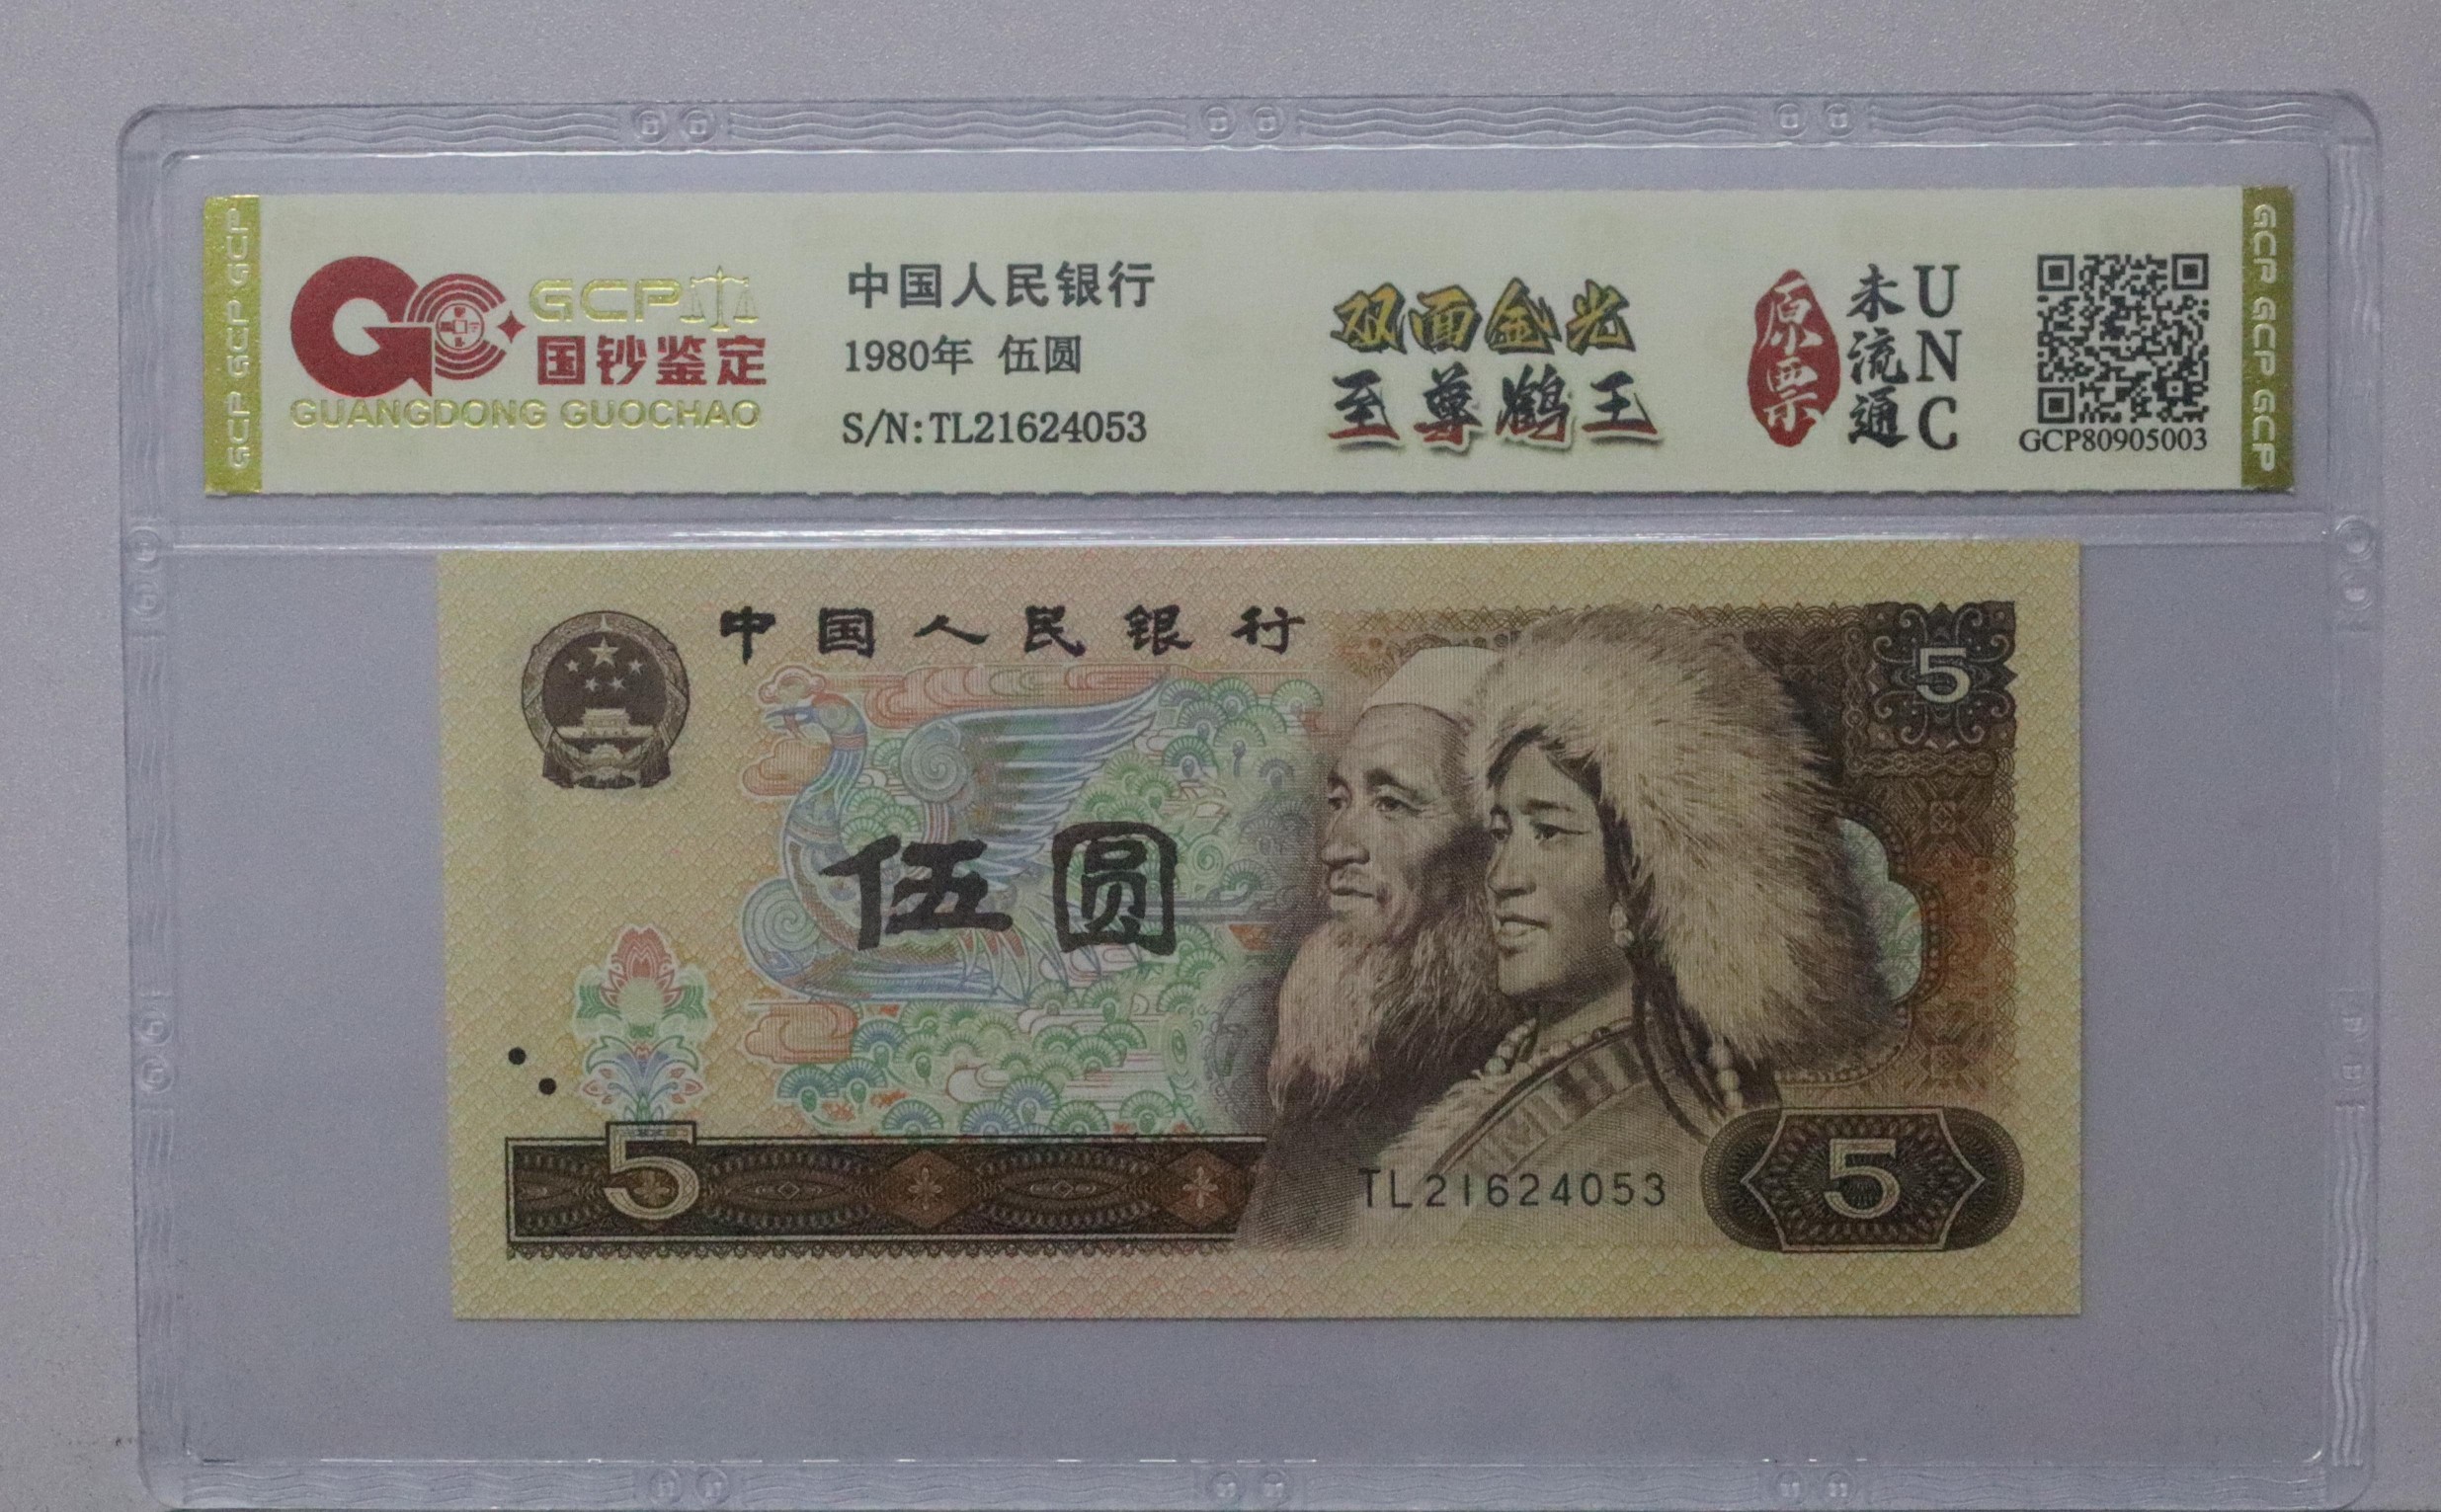 GCP GCP GCP
GCP
国钞鉴定
GUANGDONG GUOCHAO
中国人民银行
1980年 伍圆
S/N:TL21624053
双面金光
至尊鹤王
原票
未流通
UNC
GCP80905003
GCP GCP GCP
中国人民银行
5
伍圆
5
TL21624053
5